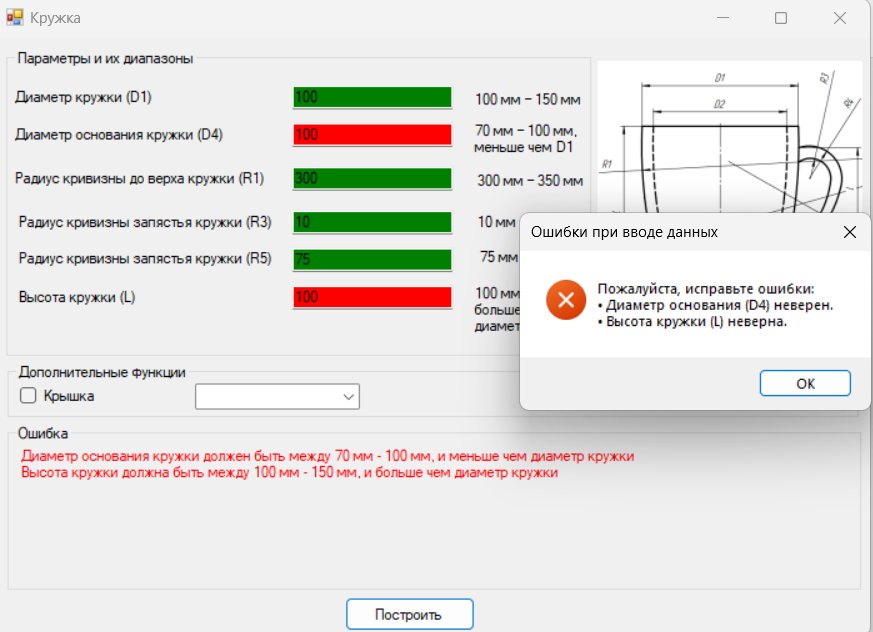 Кружка
Параметры и их диапазоны
Диаметр кружки (D1)
100
100 мм – 150 мм
Диаметр основания кружки (D4)
100
70 мм – 100 мм,
меньше чем D1
Радиус кривизны до верха кружки (R1)
300
300 мм – 350 мм
Радиус кривизны запястья кружки (R3)
10
10 мм
Радиус кривизны запястья кружки (R5)
75
75 мм
Высота кружки (L)
100
100 мм
больше
диамет
D1
D2
R3
R4
R1
Ошибки при вводе данных
Пожалуйста, исправьте ошибки:
• Диаметр основания (D4) неверен.
• Высота кружки (L) неверна.
OK
Дополнительные функции
Крышка
Ошибка
Диаметр основания кружки должен быть между 70 мм - 100 мм, и меньше чем диаметр кружки
Высота кружки должна быть между 100 мм - 150 мм, и больше чем диаметр кружки
Построить